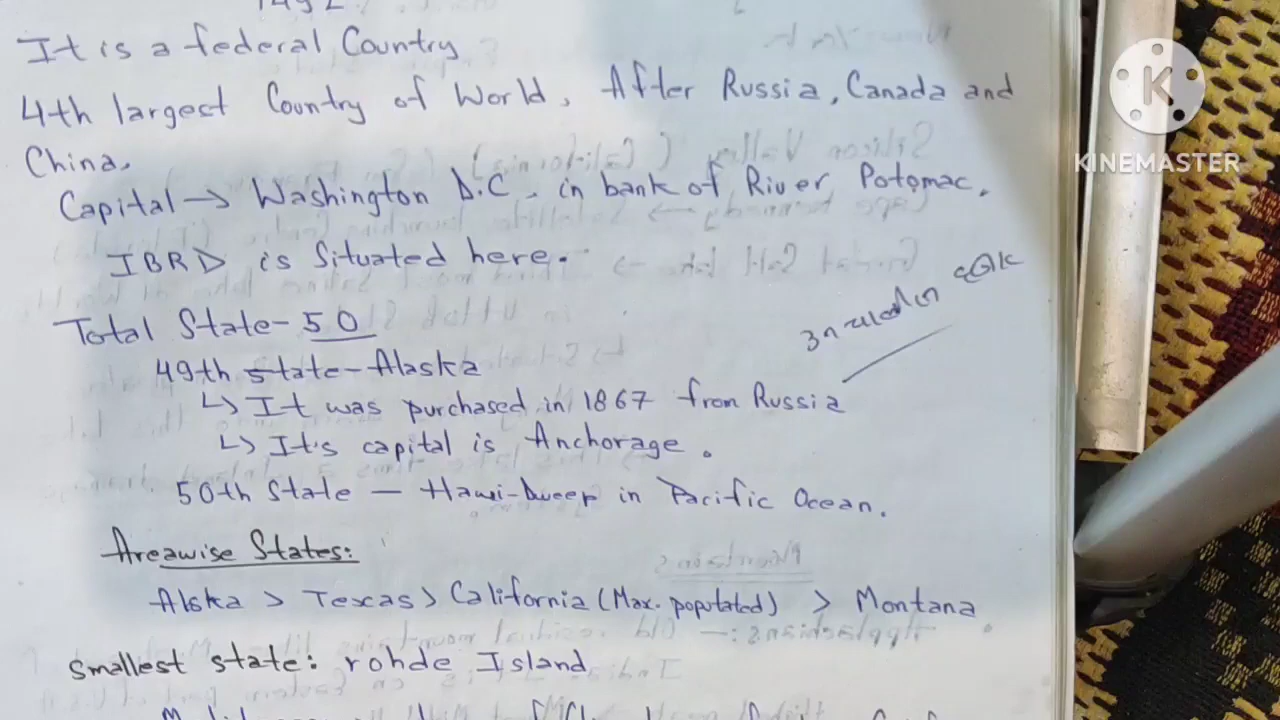 1492.
It is a federal Country
4th largest Country of World, After Russia, Canada and
China.
Capital → Washington D.C. in bank of River Potomac.
IBRD is situated here.
Total State - 50
49th state - Alaska
↳ It was purchased in 1867 from Russia
↳ It's capital is Anchorage.
50th State — Hawi-Dweep in Pacific Ocean.
Areawise States:
Alska > Texcas > California (Max. populated) > Montana
Smallest state: rohde Island
K
KINEMASTER